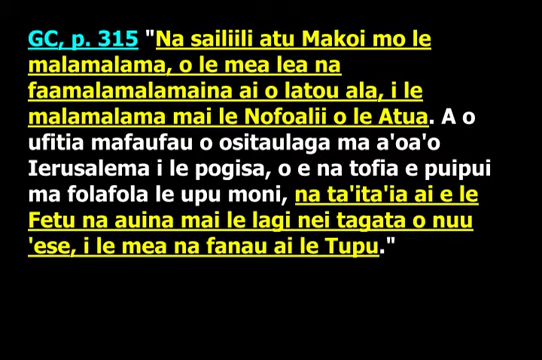 GC, p. 315 "Na sailiili atu Makoi mo le
malamalama, o le mea lea na
faamalamalamaina ai o latou ala, i le
malamalama mai le Nofoalii o le Atua. A o
ufitia mafaufau o ositaulaga ma a'oa'o
Ierusalema i le pogisa, o e na tofia e puipui
ma folafola le upu moni, na ta'ita'ia ai e le
Fetu na auina mai le lagi nei tagata o nuu
'ese, i le mea na fanau ai le Tupu."